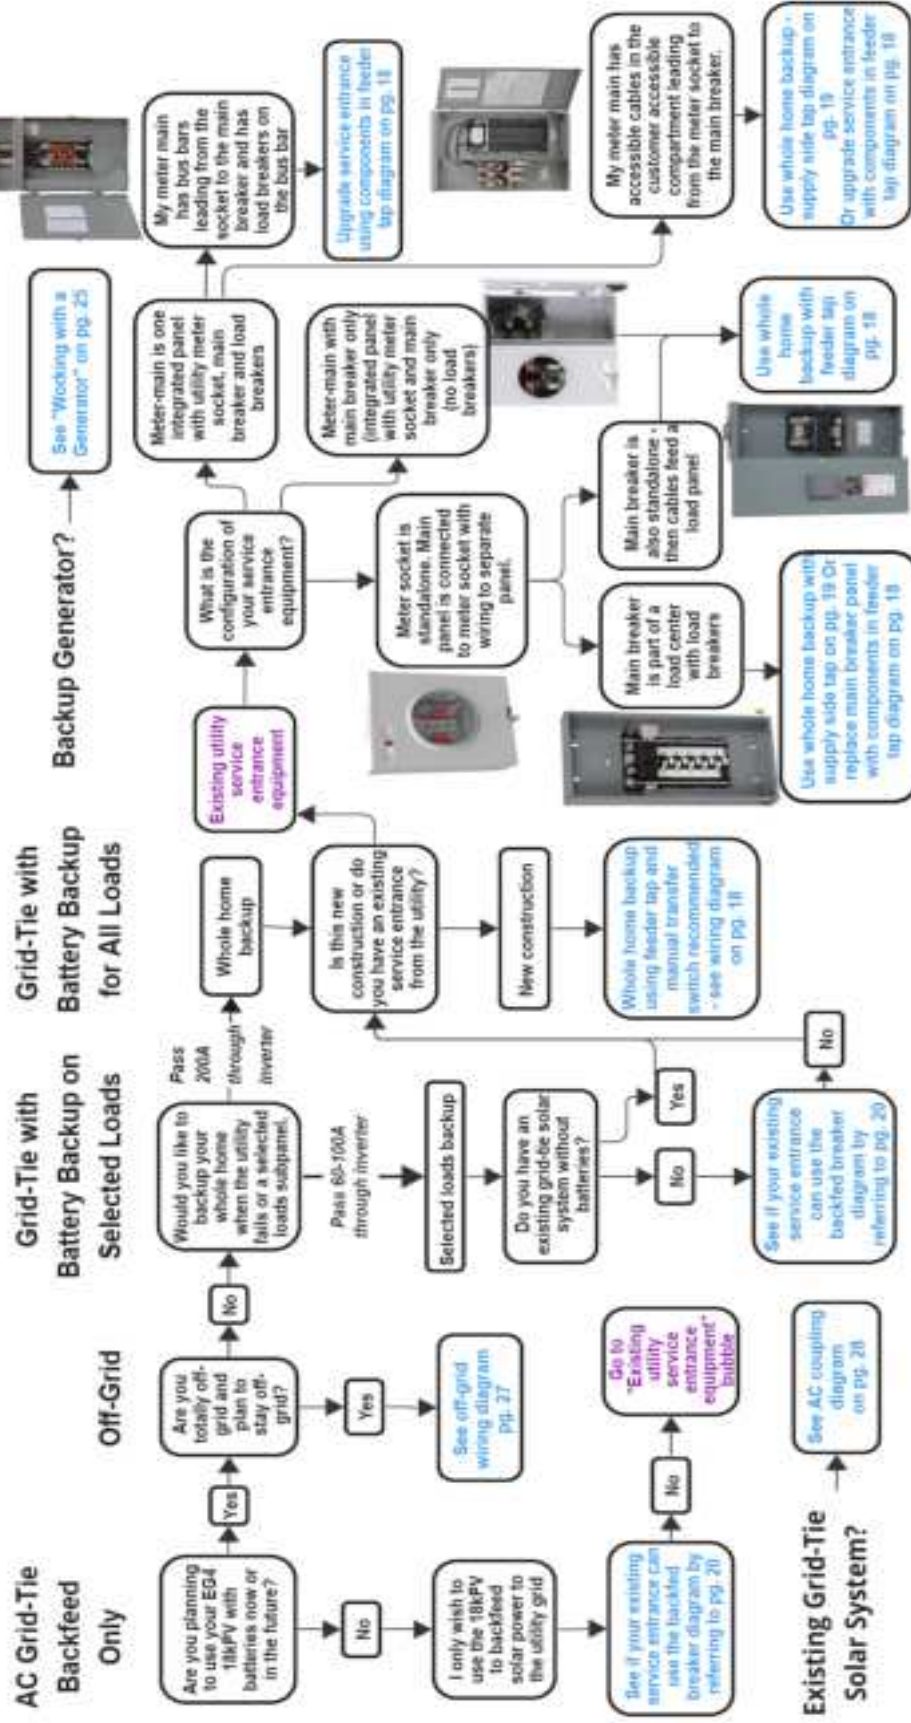 AC Grid-Tie
Backfeed
Only
Are you planning
to use your EG4
18kPV with
batteries now or
in the future?
Yes
No
I only wish to
use the 18kPV
to backfeed
solar power to
the utility grid
See if your existing
service entrance can
use the backfed
breaker diagram by
referring to pg. 20
No
Go to
"Existing
utility
service
entrance
equipment"
bubble
Existing Grid-Tie
Solar System?
See AC coupling
diagram
on pg. 28
Off-Grid
Are you
totally off-
grid and
plan to
stay off-
grid?
No
Yes
See off-grid
wiring diagram
pg. 27
Grid-Tie with
Battery Backup on
Selected Loads
Would you like to
backup your
whole home
when the utility
fails or a selected
loads subpanel.
Pass
200A
through
inverter
Pass 60-100A
through inverter
Selected loads backup
Do you have an
existing grid-tie solar
system without
batteries?
Yes
No
See if your existing
service entrance
can use the
backfed breaker
diagram by
referring to pg. 20
No
Grid-Tie with
Battery Backup
for All Loads
Whole home
backup
Is this new
construction or do
you have an existing
service entrance
from the utility?
New construction
Whole home backup
using feeder tap and
manual transfer
switch recommended
- see wiring diagram
on pg. 18
Existing utility
service
entrance
equipment
Backup Generator?
See "Working with a
Generator" on pg. 25
What is the
configuration of
your service
entrance
equipment?
Meter-main is one
integrated panel
with utility meter
socket, main
breaker and load
breakers
Meter-main with
main breaker only
(integrated panel
with utility meter
socket and main
breaker only
(no load
breakers)
Meter socket is
standalone. Main
panel is connected
to meter socket with
wiring to separate
panel.
Main breaker
is part of a
load center
with load
breakers
Main breaker is
also standalone -
then cables feed a
load panel
Use whole home backup with
supply side tap on pg. 19 Or
replace main breaker panel
with components in feeder
tap diagram on pg. 18
Use whole
home
backup with
feeder tap
diagram on
pg. 18
My meter main
has bus bars
leading from the
socket to the main
breaker and has
load breakers on
the bus bar
Upgrade service entrance
using components in feeder
tap diagram on pg. 18
My meter main has
accessible cables in the
customer accessible
compartment leading
from the meter socket to
the main breaker.
Use whole home backup -
supply side tap diagram on
pg. 19
Or upgrade service entrance
with components in feeder
tap diagram on pg. 18